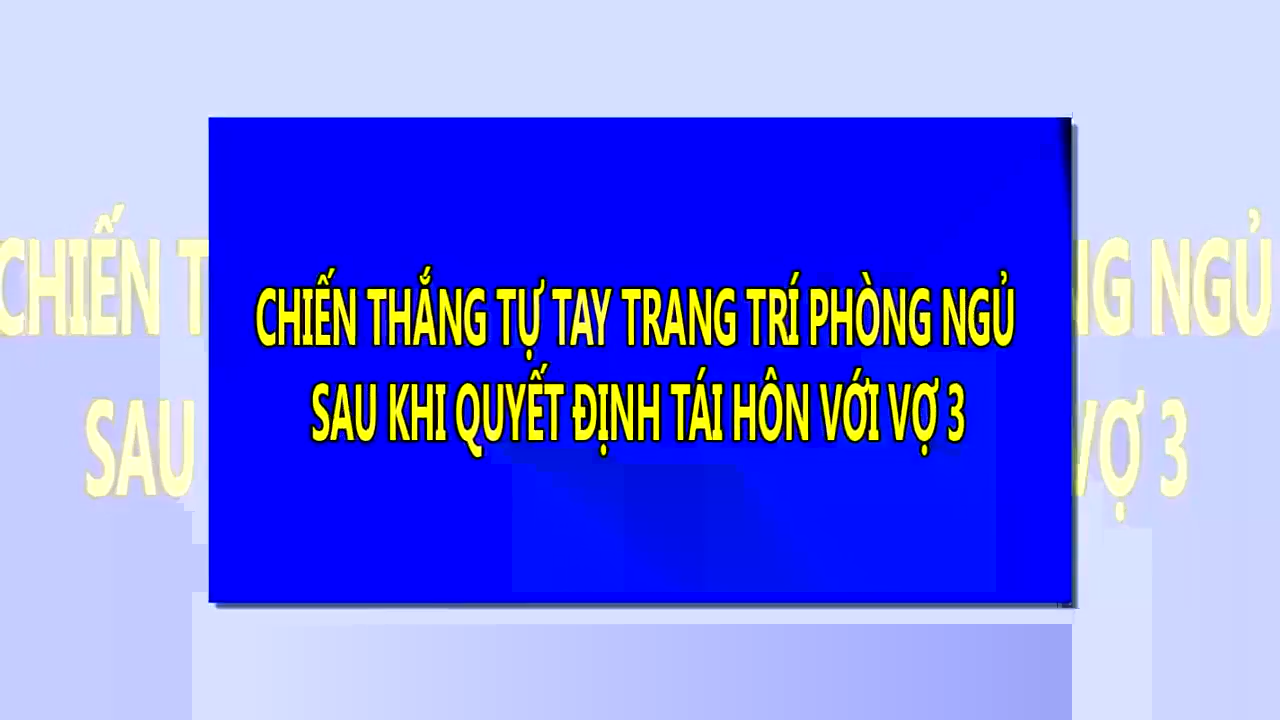 CHIẾN THẮNG TỰ TAY TRANG TRÍ PHÒNG NGỦ
SAU KHI QUYẾT ĐỊNH TÁI HÔN VỚI VỢ 3